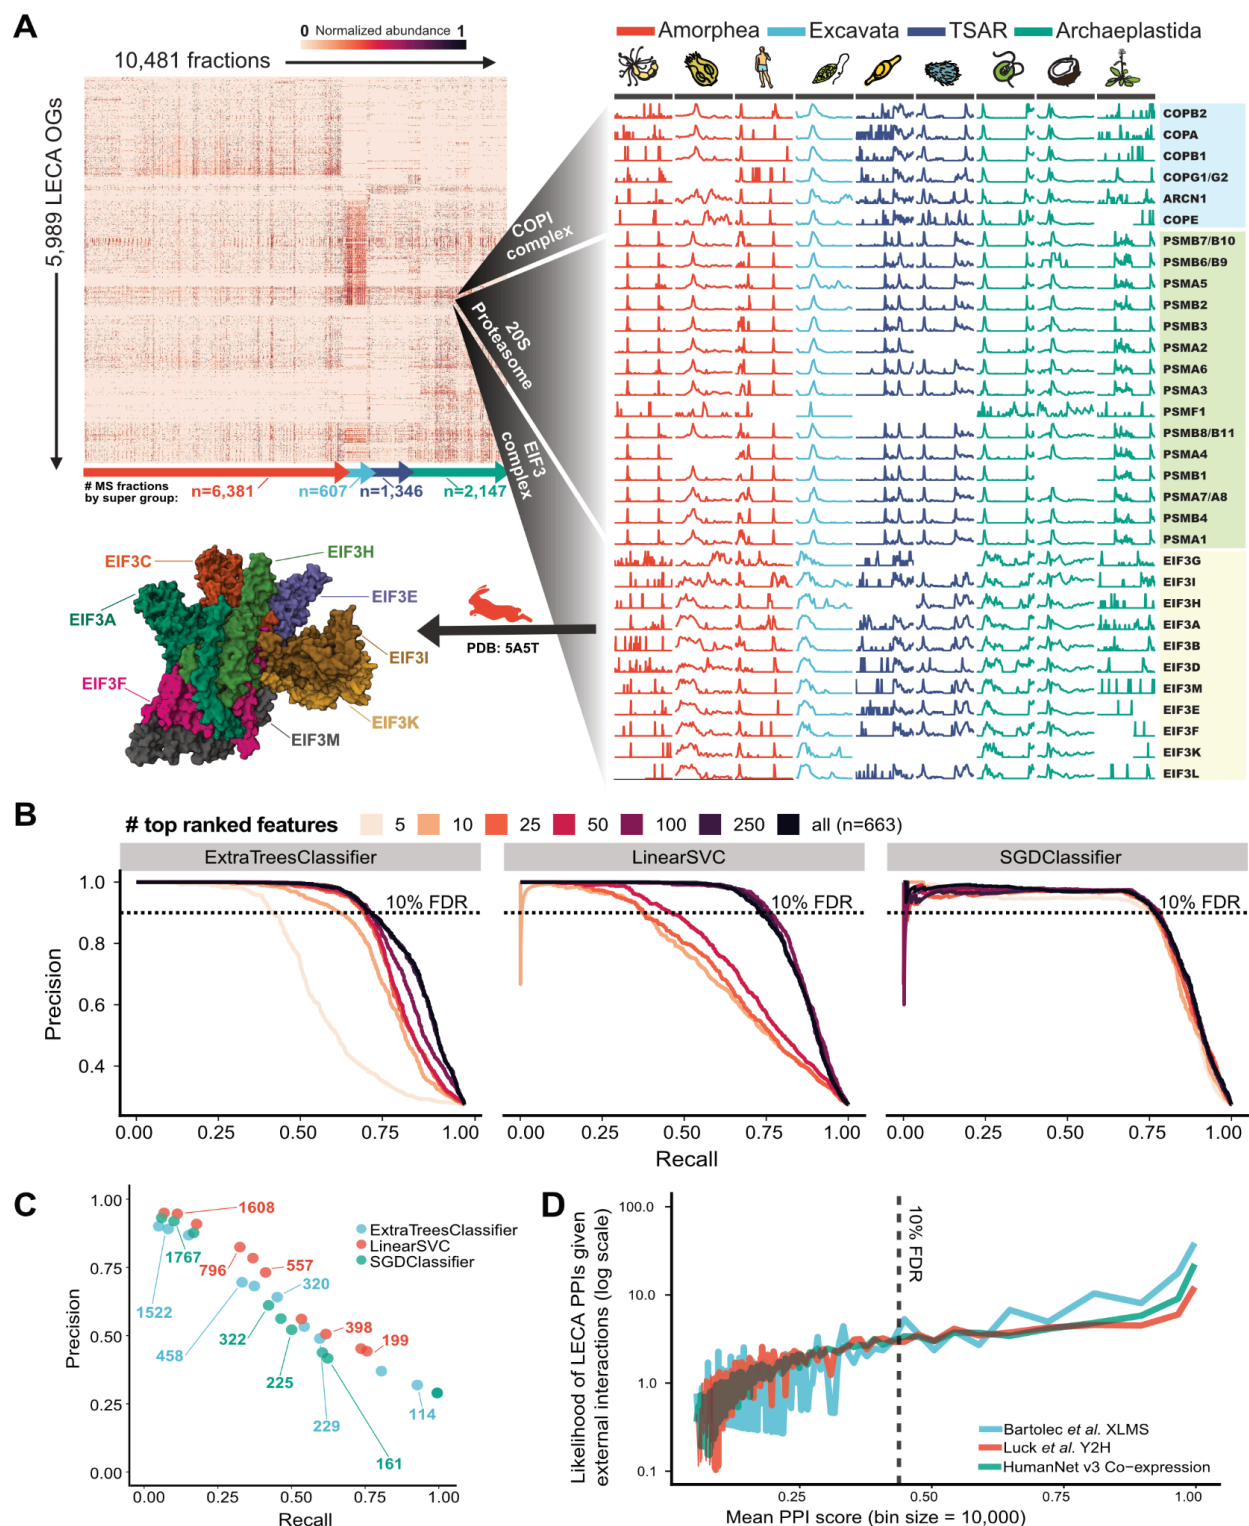 A
0 Normalized abundance 1
10,481 fractions
5,989 LECA OGs
# MS fractions
by super group:
n=6,381
n=607
n=1,346
n=2,147
COPI
complex
20S
Proteasome
EIF3
complex
Amorphea
Excavata
TSAR
Archaeplastida
COPB2
COPA
COPB1
COPG1/G2
ARCN1
COPE
PSMB7/B10
PSMB6/B9
PSMA5
PSMB2
PSMB3
PSMA2
PSMA6
PSMA3
PSMF1
PSMB8/B11
PSMA4
PSMB1
PSMA7/A8
PSMB4
PSMA1
EIF3G
EIF3I
EIF3H
EIF3A
EIF3B
EIF3D
EIF3M
EIF3E
EIF3F
EIF3K
EIF3L
EIF3C
EIF3H
EIF3A
EIF3E
EIF3I
EIF3F
EIF3K
EIF3M
PDB: 5A5T
B
# top ranked features
5
10
25
50
100
250
all (n=663)
ExtraTreesClassifier
LinearSVC
SGDClassifier
10% FDR
10% FDR
10% FDR
Precision
1.0
0.8
0.6
0.4
0.00 0.25 0.50 0.75 1.00
0.00 0.25 0.50 0.75 1.00
0.00 0.25 0.50 0.75 1.00
Recall
C
Precision
1.00
0.75
0.50
0.25
0.00
0.00 0.25 0.50 0.75 1.00
Recall
ExtraTreesClassifier
LinearSVC
SGDClassifier
1608
1767
796
557
1522
320
458
322
398
199
225
229
114
161
D
Likelihood of LECA PPIs given
external interactions (log scale)
100.0
10.0
1.0
0.1
10% FDR
Bartolec et al. XLMS
Luck et al. Y2H
HumanNet v3 Co−expression
0.25 0.50 0.75 1.00
Mean PPI score (bin size = 10,000)